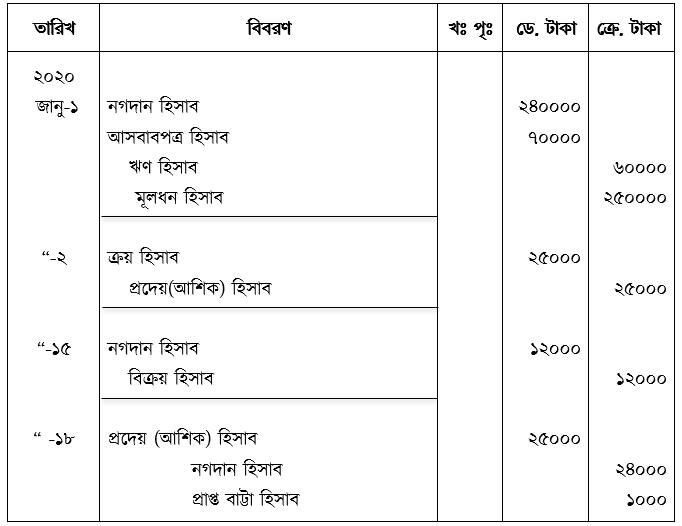 তারিখ বিবরণ খঃ পৃঃ ডে. টাকা ক্রে. টাকা
২০২০
জানু-১ নগদান হিসাব ২৪০০০০
আসবাবপত্র হিসাব ৭০০০০
ঋণ হিসাব ৬০০০০
মূলধন হিসাব ২৫০০০০
“-২ ক্রয় হিসাব ২৫০০০
প্রদেয়(আশিক) হিসাব ২৫০০০
“-১৫ নগদান হিসাব ১২০০০
বিক্রয় হিসাব ১২০০০
“ -১৮ প্রদেয় (আশিক) হিসাব ২৫০০০
নগদান হিসাব ২৪০০০
প্রাপ্ত বাট্টা হিসাব ১০০০